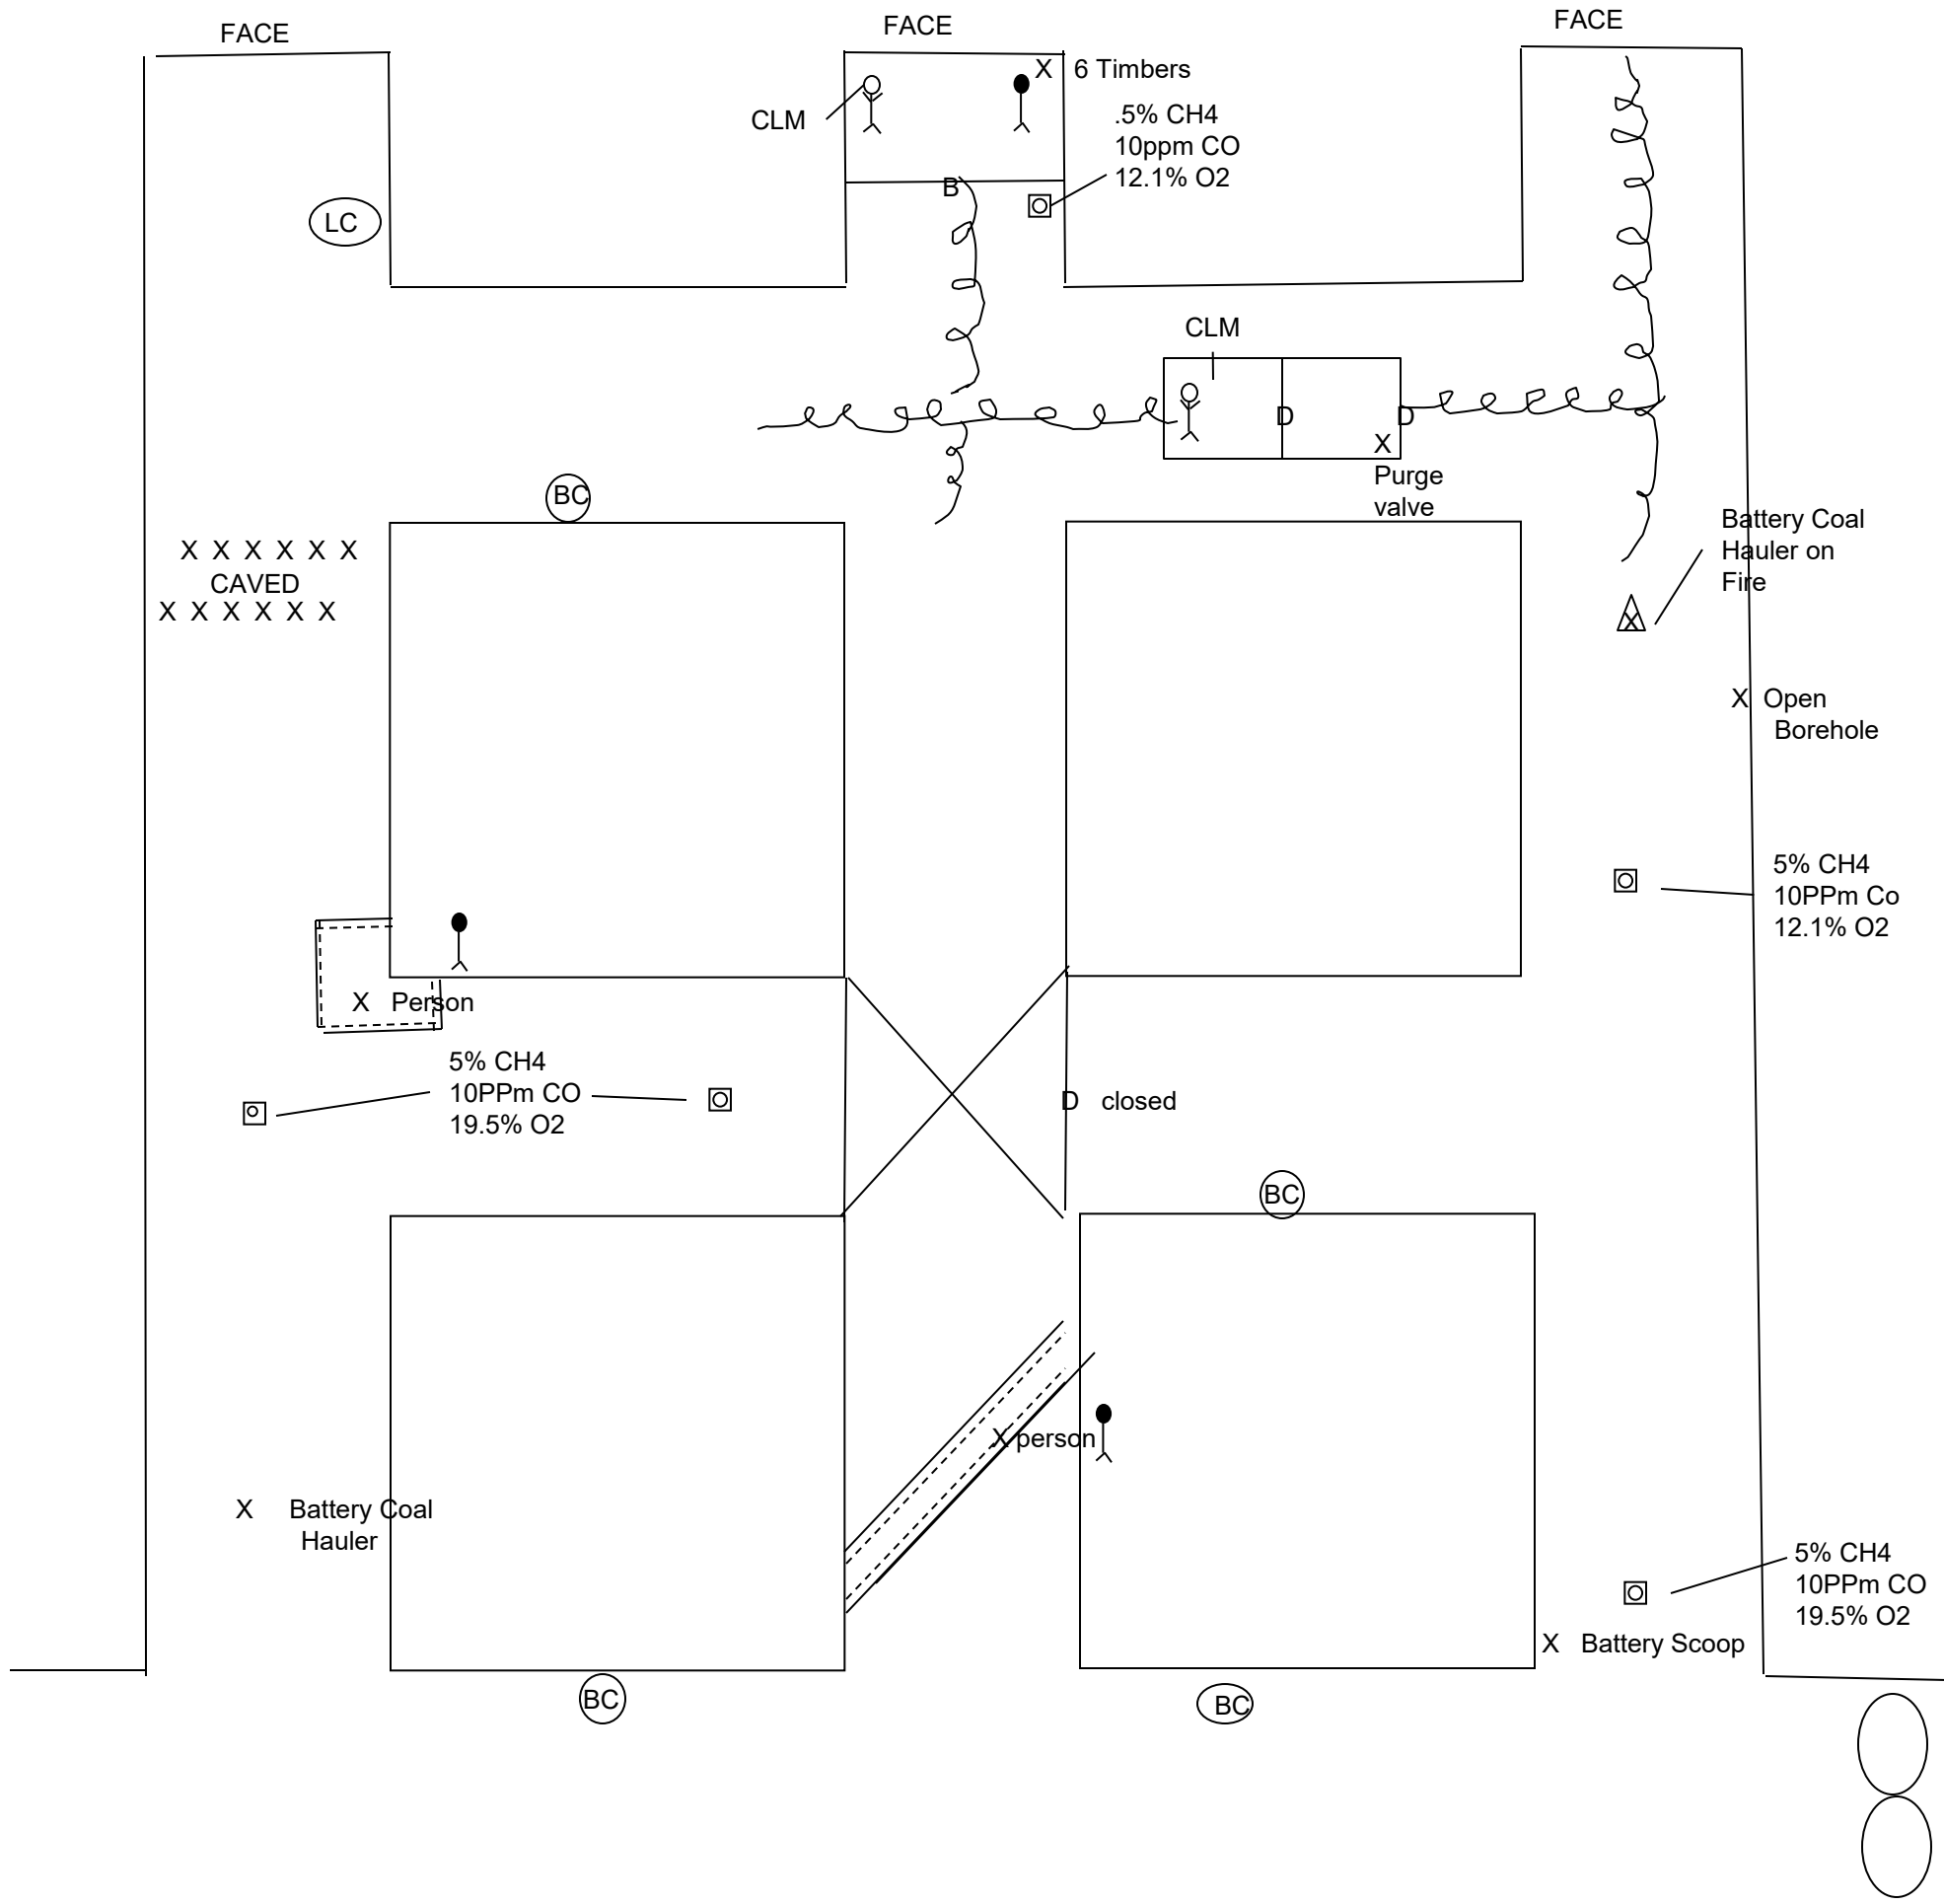 FACE
FACE
FACE
X 6 Timbers
.5% CH4
10ppm CO
12.1% O2
CLM
B
LC
CLM
D
D
X
Purge
valve
BC
Battery Coal
Hauler on
Fire
X X X X X X
CAVED
X X X X X X
X
X Open
Borehole
5% CH4
10PPm Co
12.1% O2
X Person
5% CH4
10PPm CO
19.5% O2
D closed
BC
X person
X Battery Coal
Hauler
5% CH4
10PPm CO
19.5% O2
X Battery Scoop
BC
BC